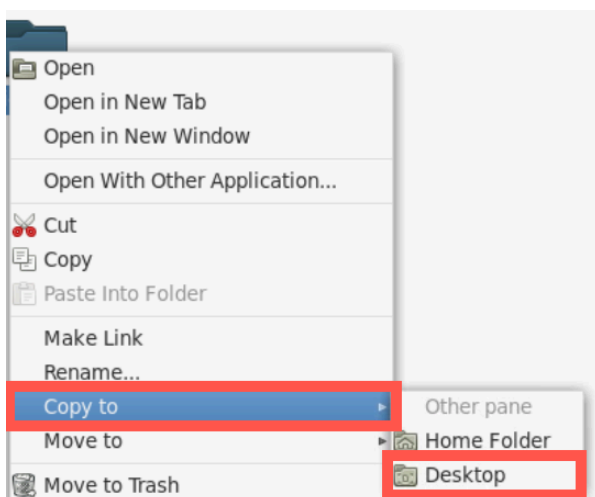 Open
Open in New Tab
Open in New Window
Open With Other Application...
Cut
Copy
Paste Into Folder
Make Link
Rename...
Copy to
Move to
Move to Trash
Other pane
Home Folder
Desktop